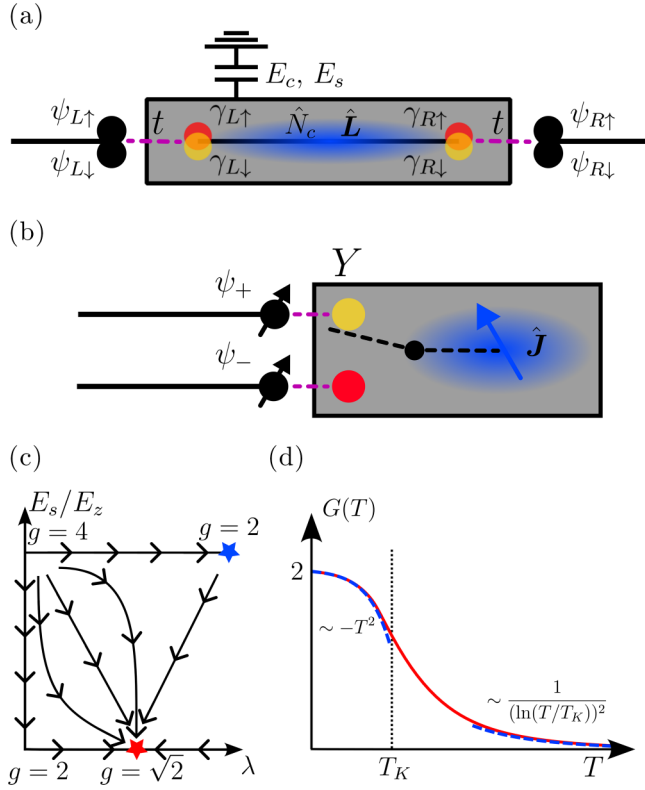 (a)
E_c, E_s
ψ_{L↑} t γ_{L↑} N̂_c L̂ γ_{R↑} t ψ_{R↑}
ψ_{L↓} γ_{L↓} γ_{R↓} ψ_{R↓}
(b)
Y
ψ_+
Ĵ
ψ_−
(c)
E_s/E_z
g = 4 g = 2
g = 2 g = √2 λ
(d)
G(T)
2
∼ −T^2
∼ 1/(ln(T/T_K))^2
T_K T